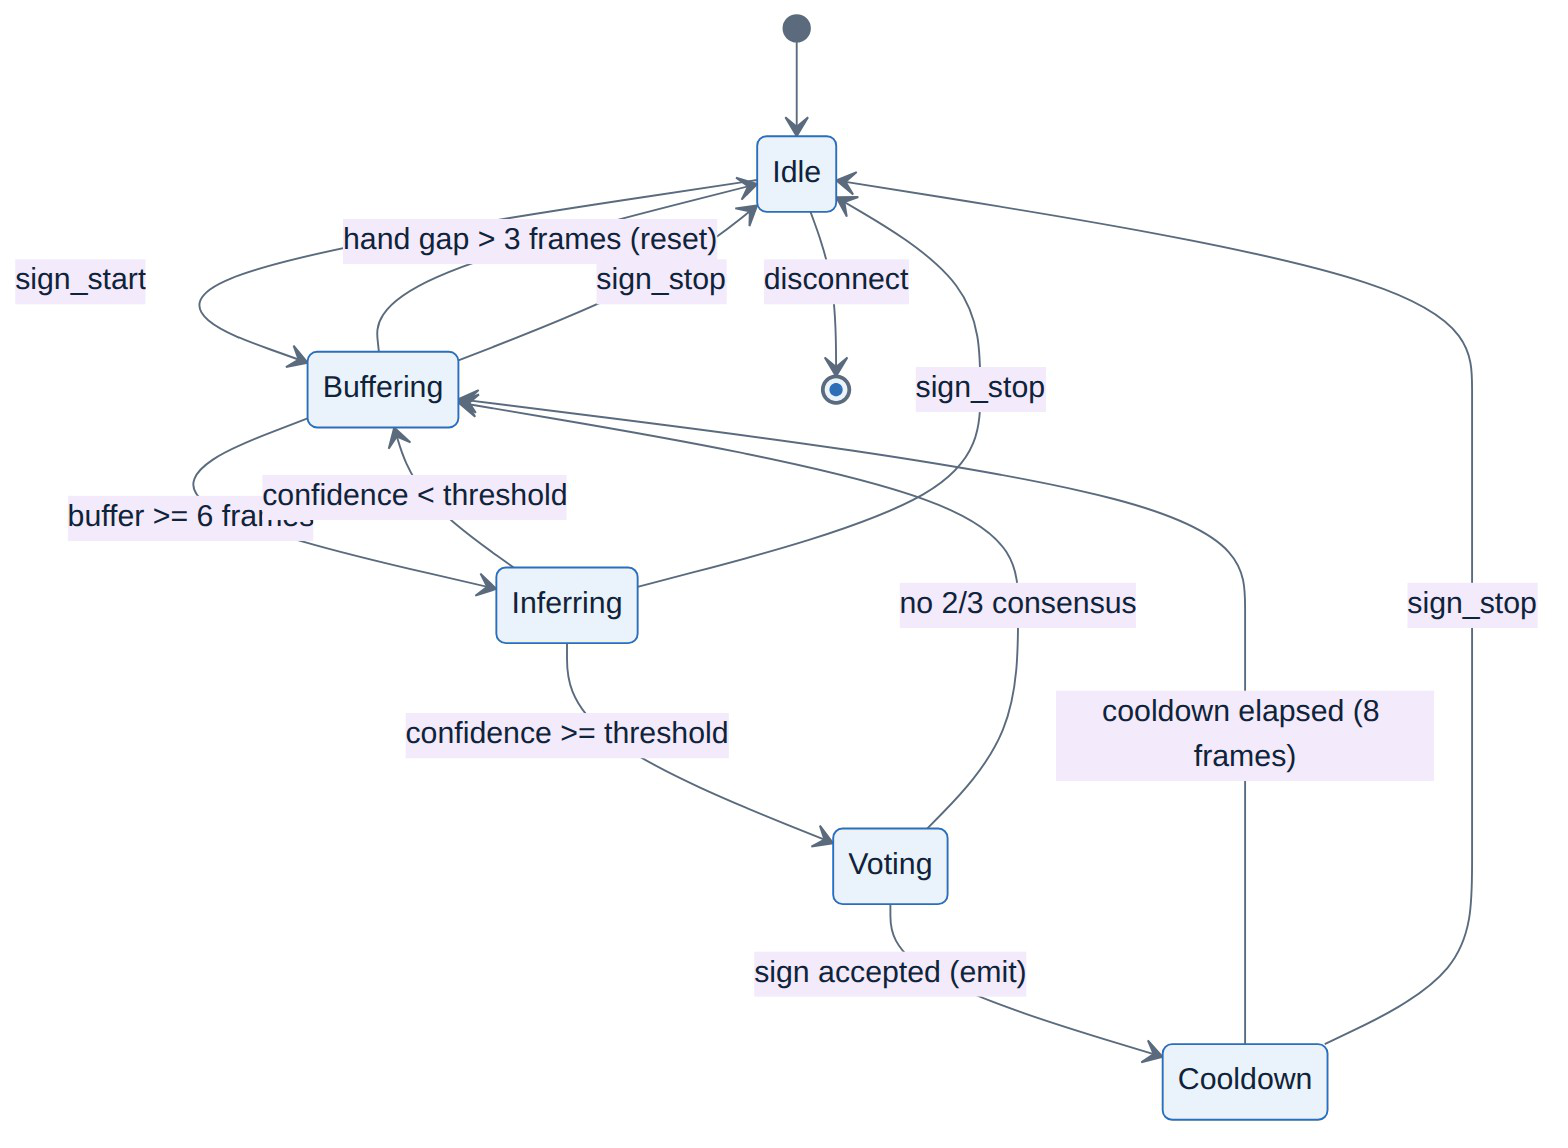 Idle
hand gap > 3 frames (reset)
sign_start
sign_stop
disconnect
Buffering
sign_stop
confidence < threshold
buffer >= 6 frames
Inferring
no 2/3 consensus
sign_stop
cooldown elapsed (8
frames)
confidence >= threshold
Voting
sign accepted (emit)
Cooldown